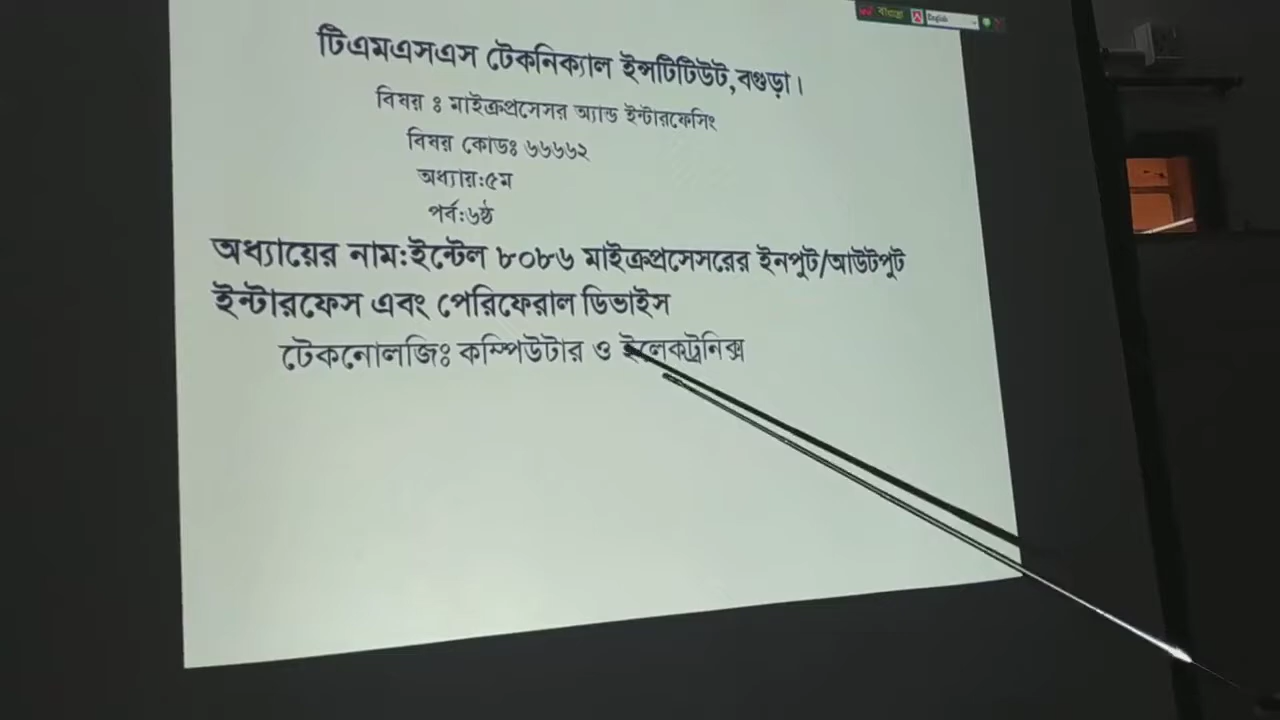 বাংলা English
টিএমএসএস টেকনিক্যাল ইন্সটিটিউট,বগুড়া।
বিষয় ঃ মাইক্রপ্রসেসর অ্যান্ড ইন্টারফেসিং
বিষয় কোডঃ ৬৬৬৬২
অধ্যায়:৫ম
পর্ব:৬ষ্ঠ
অধ্যায়ের নাম:ইন্টেল ৮০৮৬ মাইক্রপ্রসেসরের ইনপুট/আউটপুট
ইন্টারফেস এবং পেরিফেরাল ডিভাইস
টেকনোলজিঃ কম্পিউটার ও ইলেকট্রনিক্স